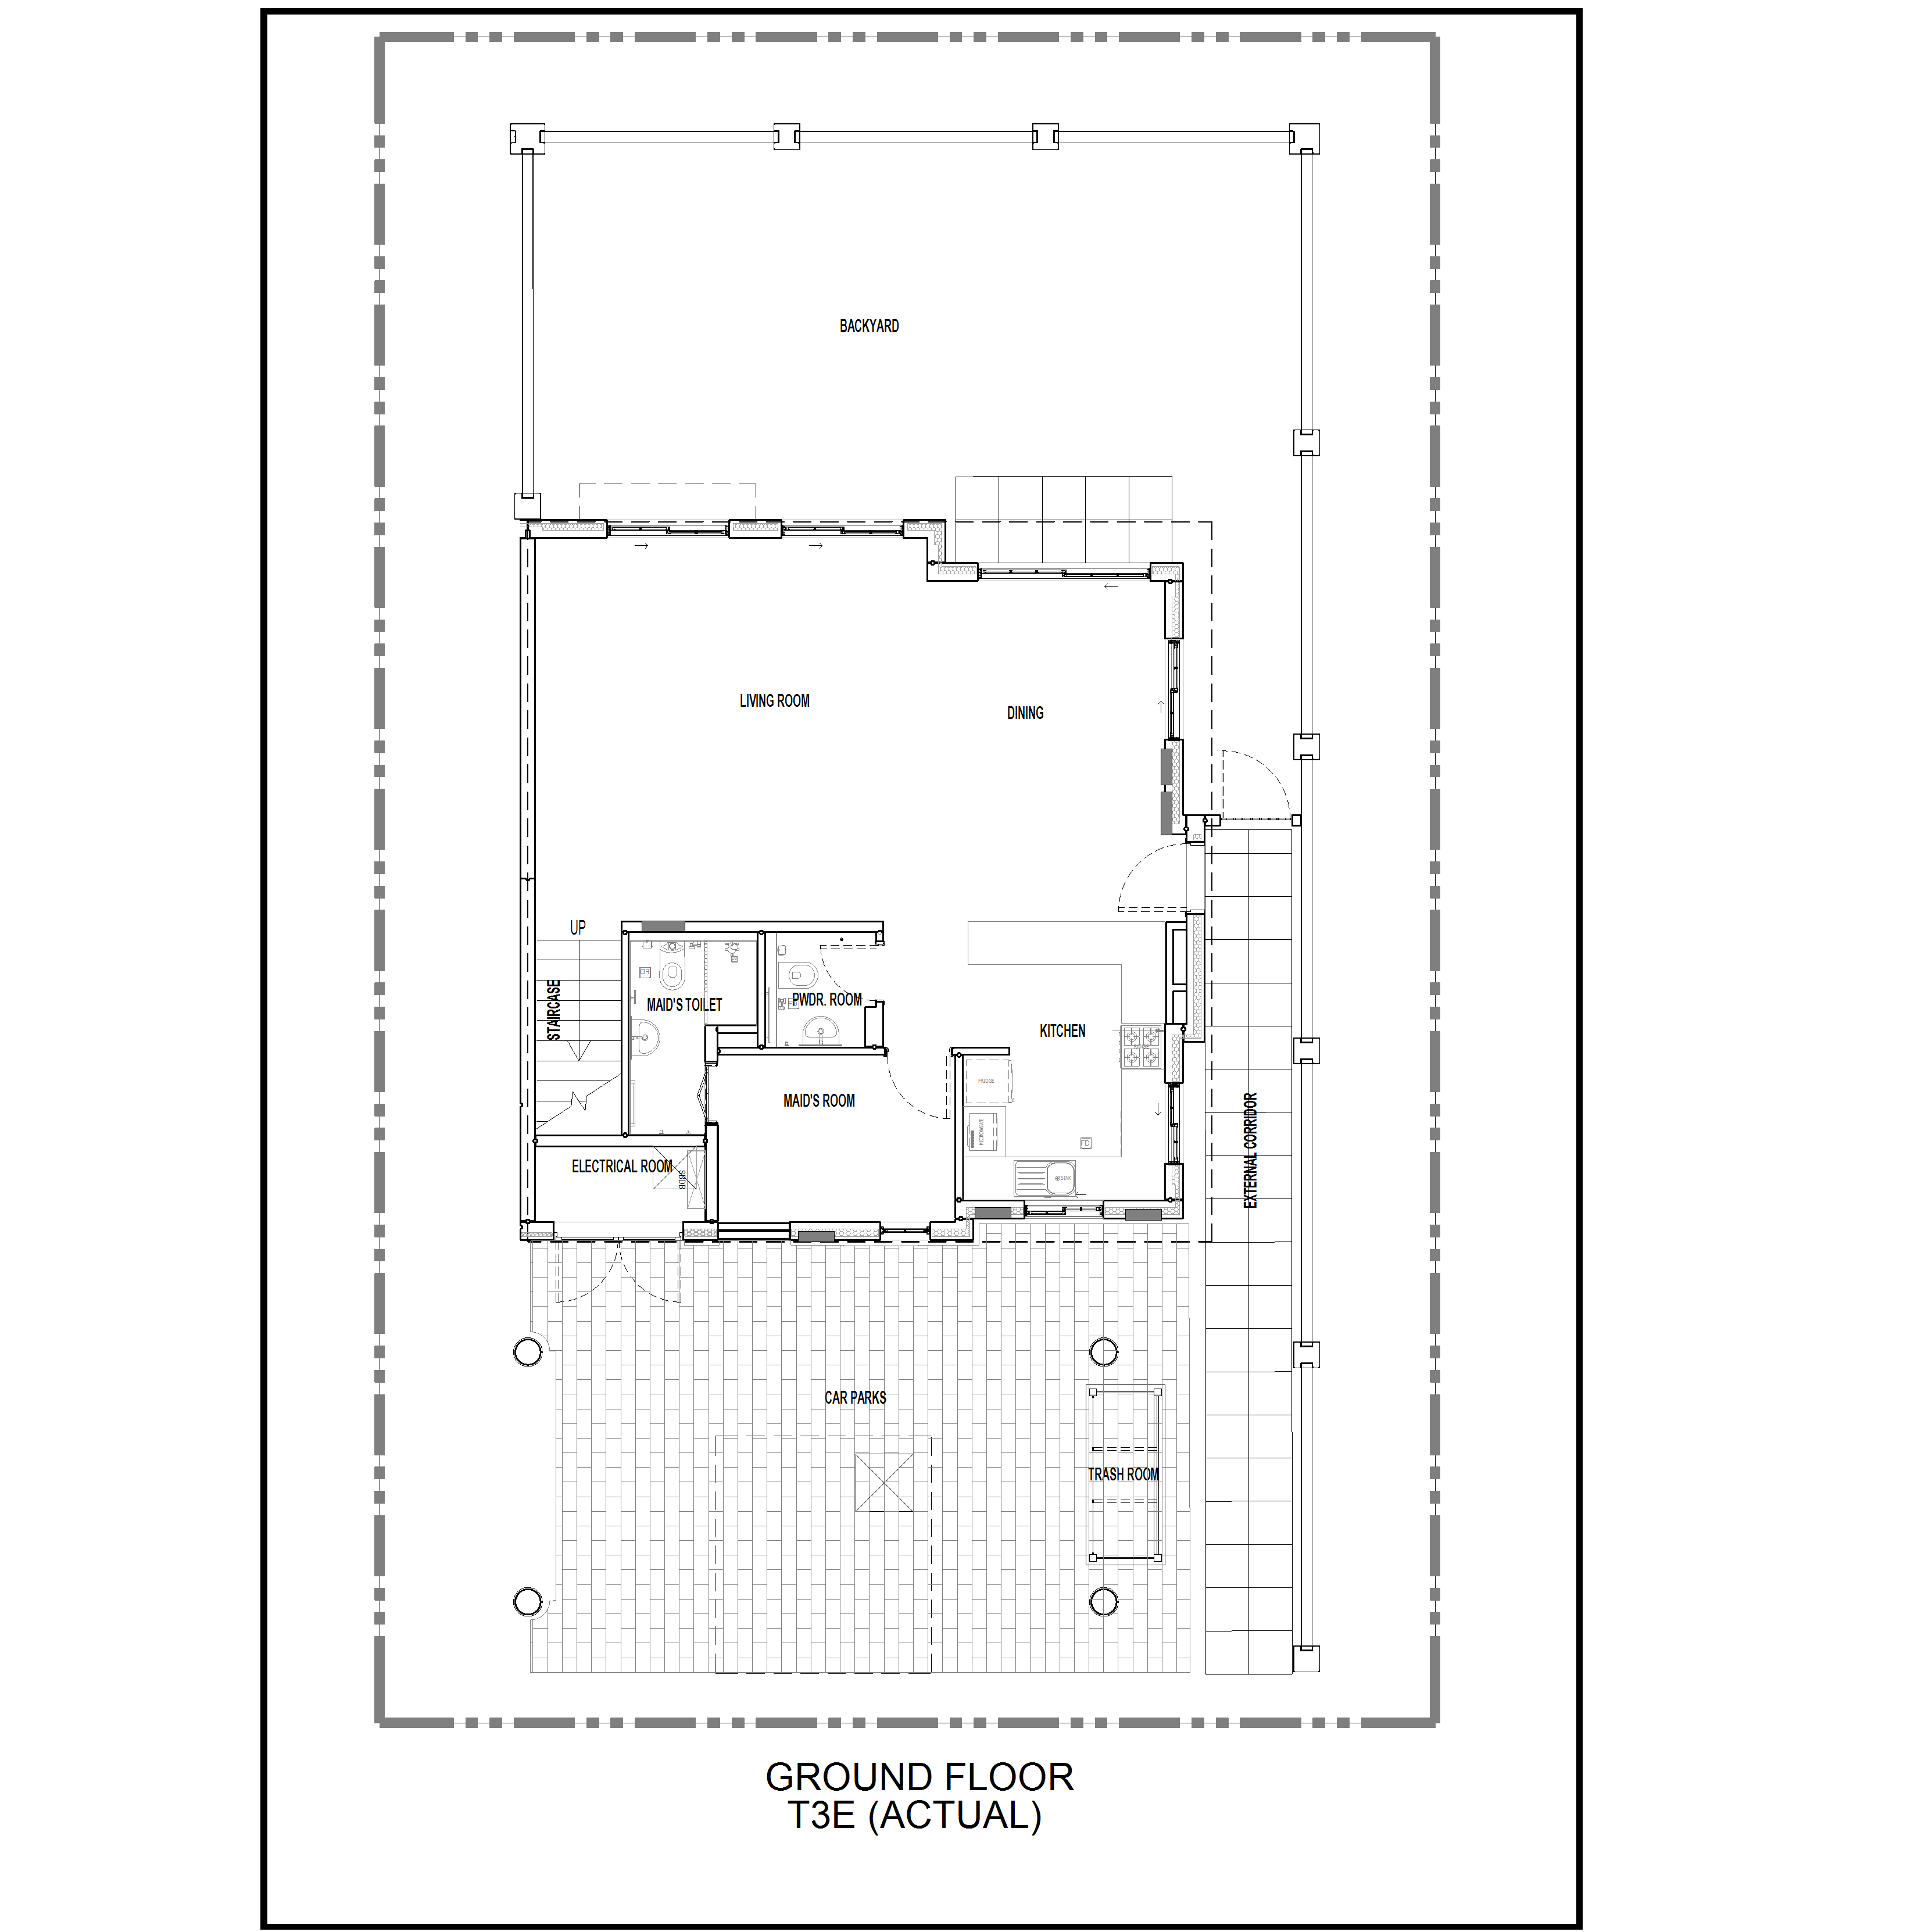 BACKYARD
LIVING ROOM
DINING
UP
STAIRCASE
MAID'S TOILET
PWDR. ROOM
KITCHEN
FRIDGE
MAID'S ROOM
MICROWAVE
FD
EXTERNAL CORRIDOR
ELECTRICAL ROOM
SINK
CAR PARKS
TRASH ROOM
GROUND FLOOR
T3E (ACTUAL)